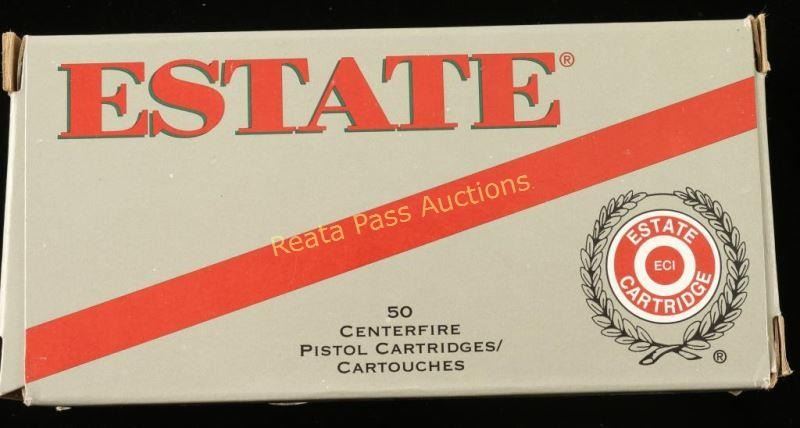 ESTATE®
Reata Pass Auctions
ESTATE
ECI
CARTRIDGE
®
50
CENTERFIRE
PISTOL CARTRIDGES/
CARTOUCHES